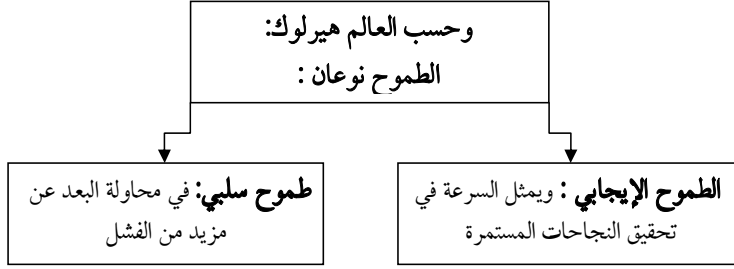 وحسب العالم هيرلوك:
الطموح نوعان :
الطموح الإيجابي : ويمثل السرعة في
تحقيق النجاحات المستمرة
طموح سلبي: في محاولة البعد عن
مزيد من الفشل